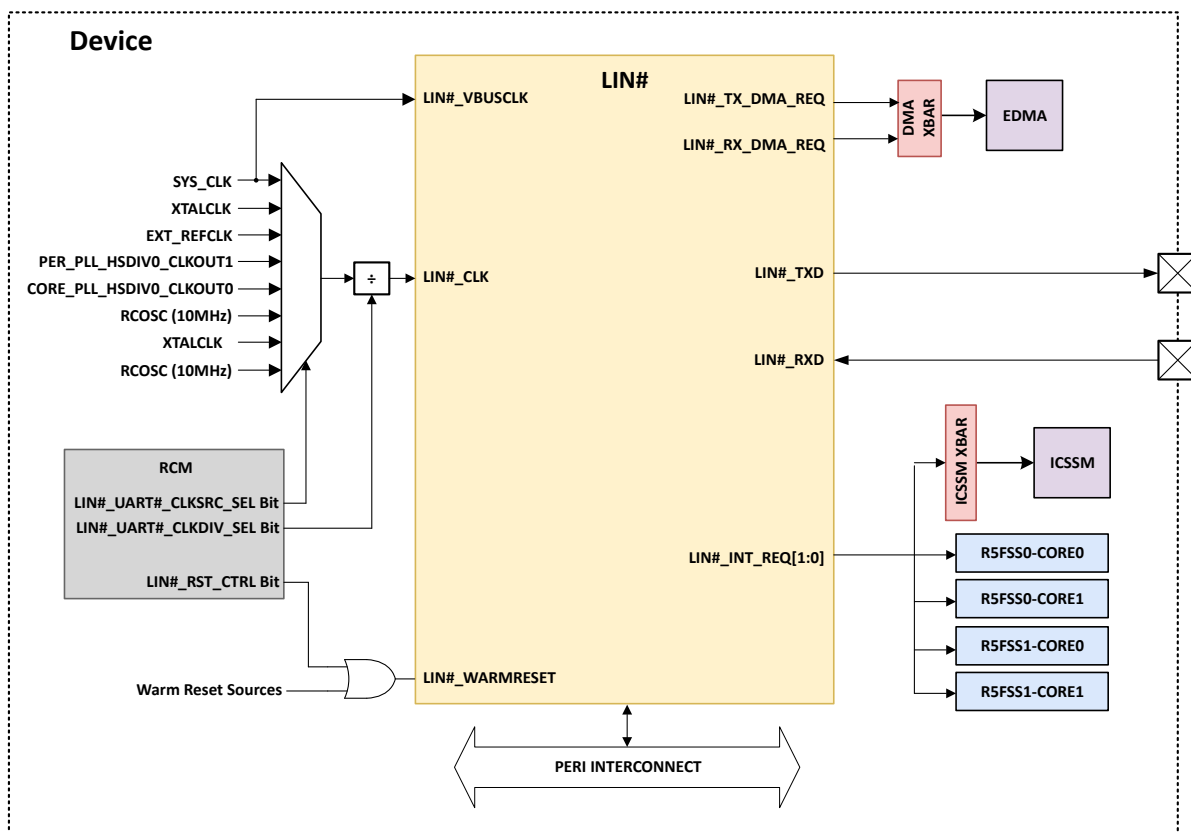 Device
LIN#
LIN#_VBUSCLK
LIN#_TX_DMA_REQ
LIN#_RX_DMA_REQ
DMA
XBAR
EDMA
SYS_CLK
XTALCLK
EXT_REFCLK
PER_PLL_HSDIV0_CLKOUT1
CORE_PLL_HSDIV0_CLKOUT0
RCOSC (10MHz)
XTALCLK
RCOSC (10MHz)
÷
LIN#_CLK
LIN#_TXD
LIN#_RXD
RCM
LIN#_UART#_CLKSRC_SEL Bit
LIN#_UART#_CLKDIV_SEL Bit
LIN#_RST_CTRL Bit
Warm Reset Sources
LIN#_WARMRESET
LIN#_INT_REQ[1:0]
ICSSM XBAR
ICSSM
R5FSS0-CORE0
R5FSS0-CORE1
R5FSS1-CORE0
R5FSS1-CORE1
PERI INTERCONNECT